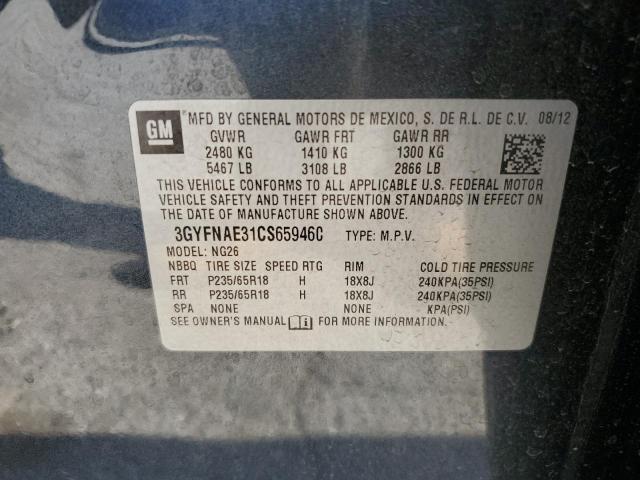 GM
MFD BY GENERAL MOTORS DE MEXICO, S. DE R.L. DE C.V. 08/12
GVWR GAWR FRT GAWR RR
2480 KG 1410 KG 1300 KG
5467 LB 3108 LB 2866 LB
THIS VEHICLE CONFORMS TO ALL APPLICABLE U.S. FEDERAL MOTOR
VEHICLE SAFETY AND THEFT PREVENTION STANDARDS IN EFFECT ON
THE DATE OF MANUFACTURE SHOWN ABOVE.
3GYFNAE31CS65946C TYPE: M.P.V.
MODEL: NG26
NBBQ TIRE SIZE SPEED RTG RIM COLD TIRE PRESSURE
FRT P235/65R18 H 18X8J 240KPA(35PSI)
RR P235/65R18 H 18X8J 240KPA(35PSI)
SPA NONE NONE KPA(PSI)
SEE OWNER'S MANUAL FOR MORE INFORMATION.